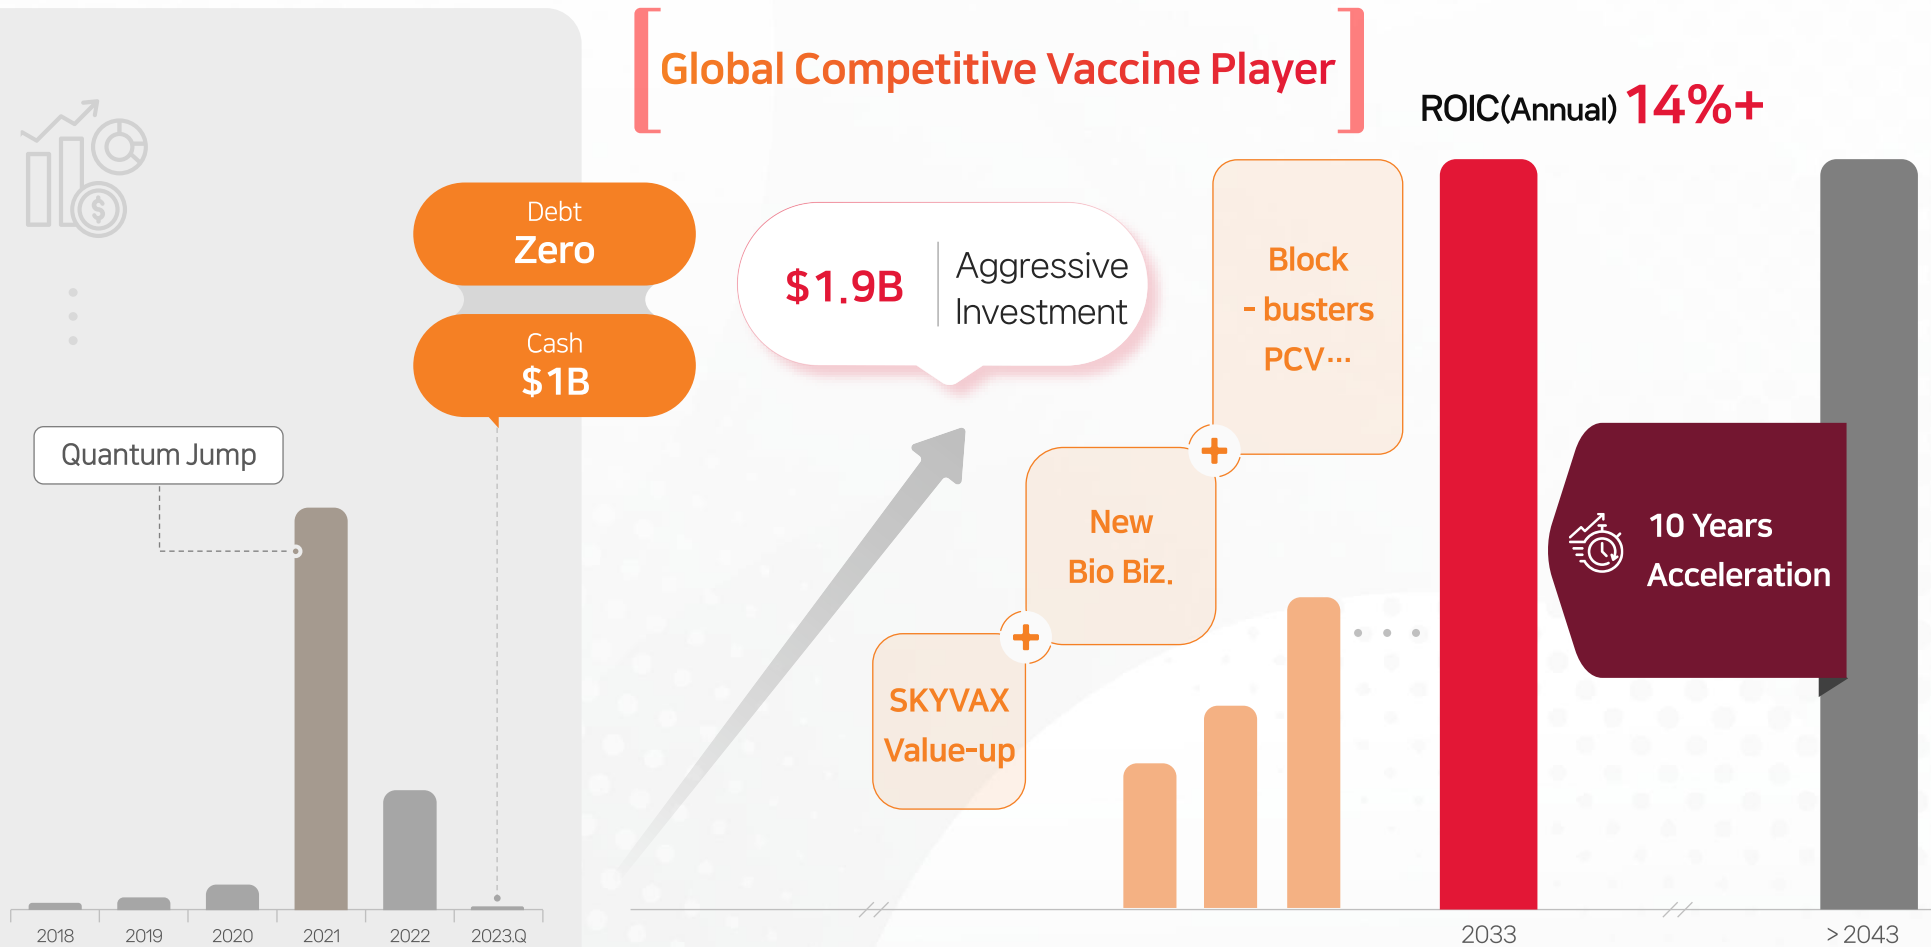 Global Competitive Vaccine Player
ROIC(Annual) 14%+
Debt
Zero
Cash
$1B
$1.9B
Aggressive
Investment
Block
- busters
PCV···
Quantum Jump
New
Bio Biz.
10 Years
Acceleration
SKYVAX
Value-up
2018
2019
2020
2021
2022
2023.Q
2033
> 2043